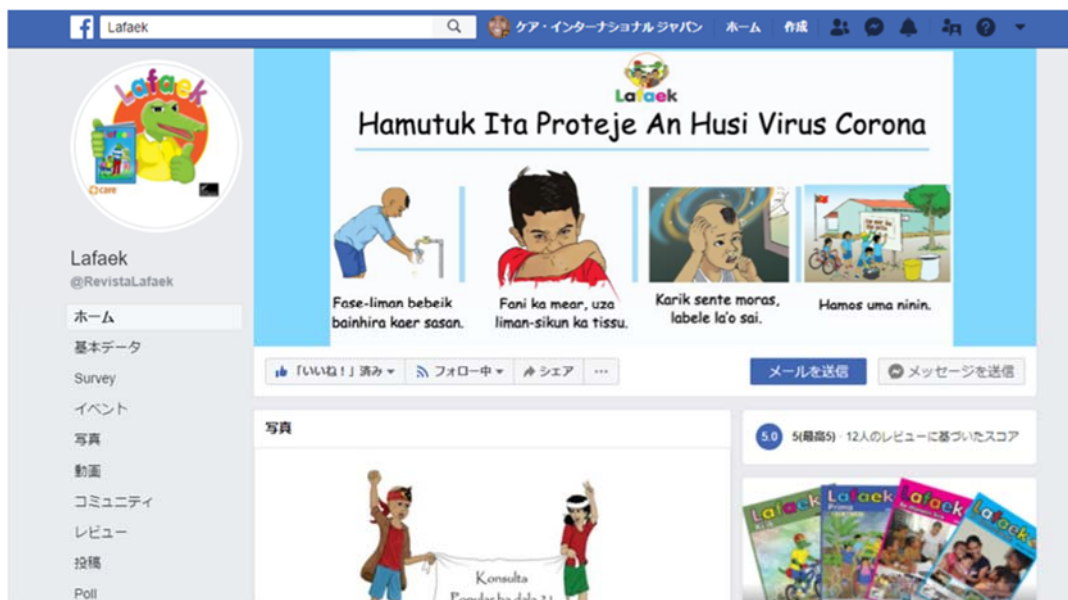 Lafaek
ケア・インターナショナル ジャパン
ホーム
作成
Lafaek
care
Lafaek
@RevistaLafaek
ホーム
基本データ
Survey
イベント
写真
動画
コミュニティ
レビュー
投稿
Poll
Lafaek
Hamutuk Ita Proteje An Husi Virus Corona
Fase-liman bebeik
bainhira kaer sasan.
Fani ka mear, uza
liman-sikun ka tissu.
Karik sente moras,
labele la'o sai.
Hamos uma ninin.
「いいね！」済み
フォロー中
シェア
...
メールを送信
メッセージを送信
写真
Konsulta
5.0
5(最高5) · 12人のレビューに基づいたスコア
Lafaek
Lafaek
Prima
Lafaek
Lafaek